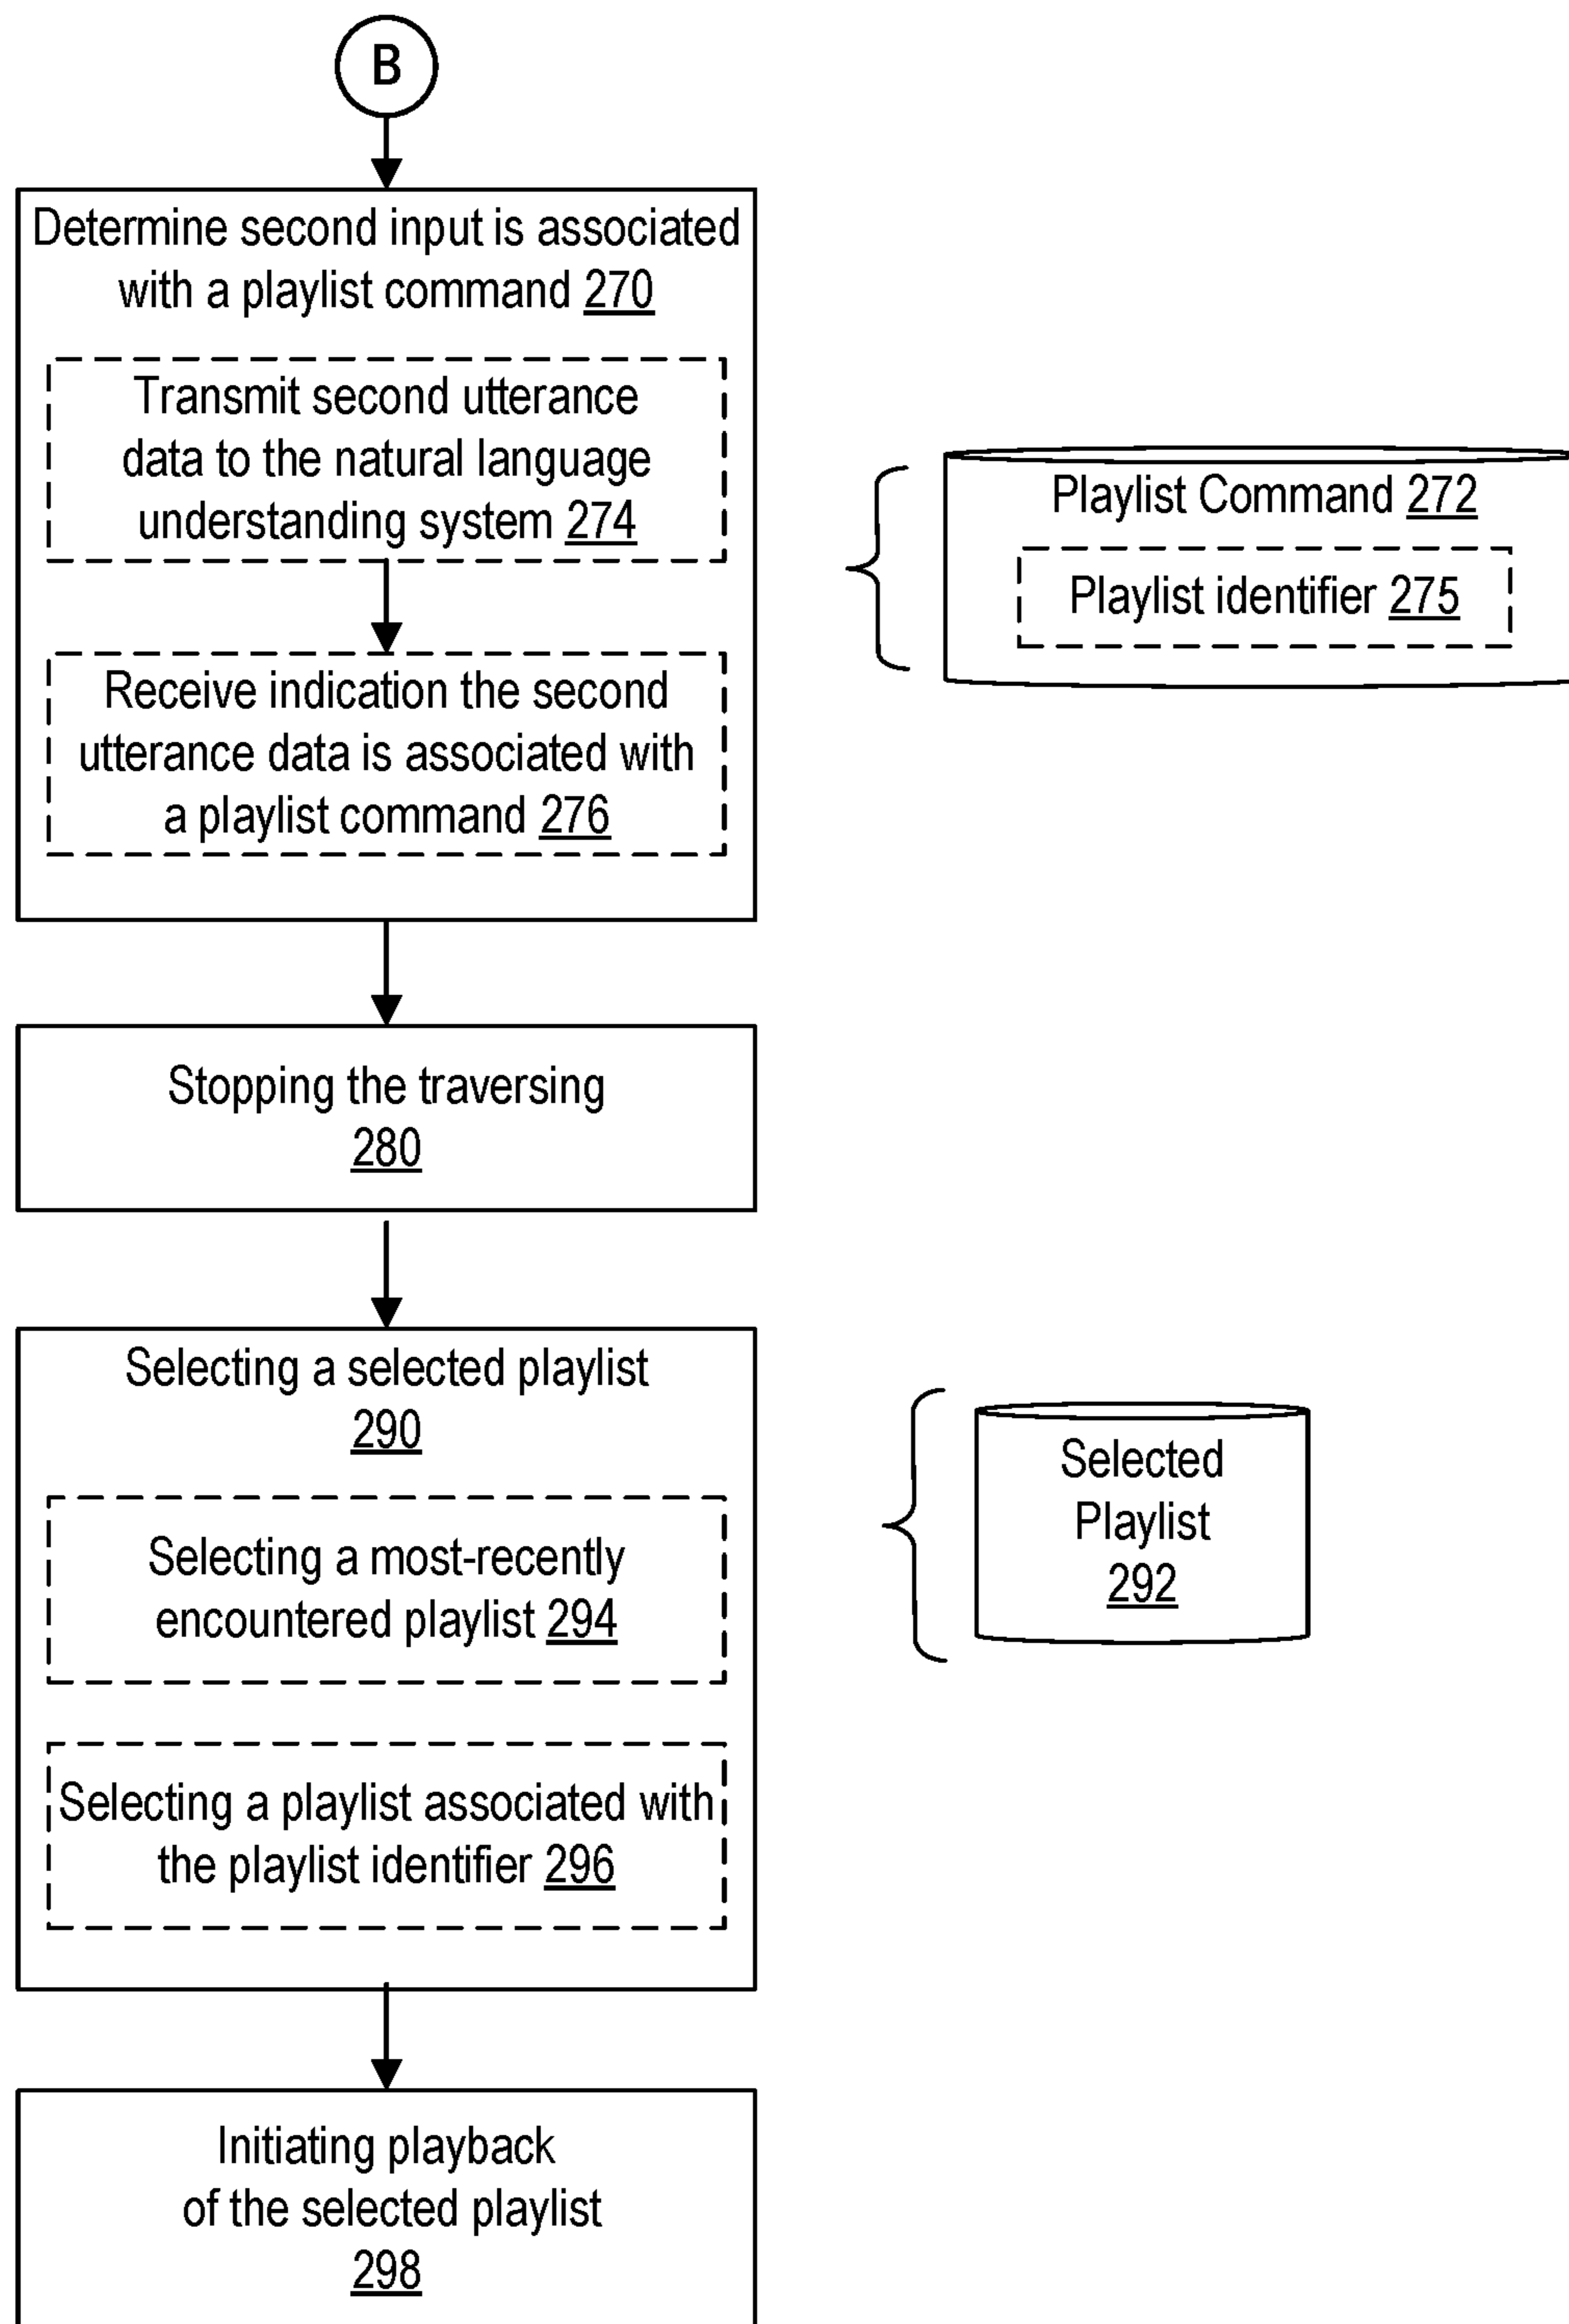 B
Determine second input is associated
with a playlist command 270
Transmit second utterance
data to the natural language
understanding system 274
Receive indication the second
utterance data is associated with
a playlist command 276
Playlist Command 272
Playlist identifier 275
Stopping the traversing
280
Selecting a selected playlist
290
Selecting a most-recently
encountered playlist 294
Selecting a playlist associated with
the playlist identifier 296
Selected
Playlist
292
Initiating playback
of the selected playlist
298